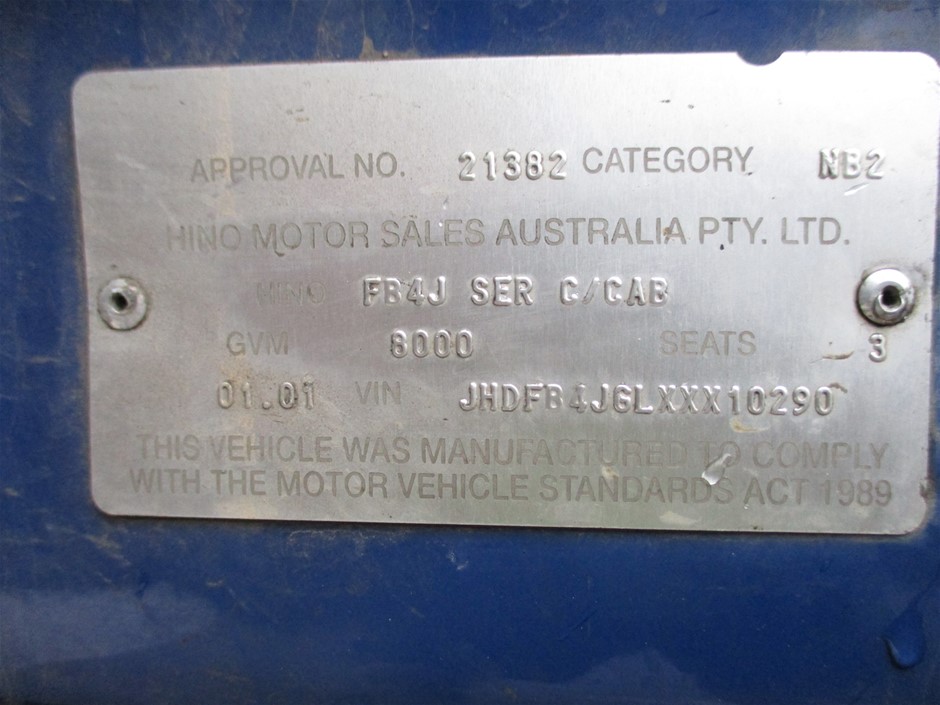 APPROVAL NO. 21382 CATEGORY NB2
HINO MOTOR SALES AUSTRALIA PTY. LTD.
HINO FB4J SER C/CAB
GVM 8000 SEATS 3
01.01 VIN JHDFB4JGLXXX10290
THIS VEHICLE WAS MANUFACTURED TO COMPLY
WITH THE MOTOR VEHICLE STANDARDS ACT 1989